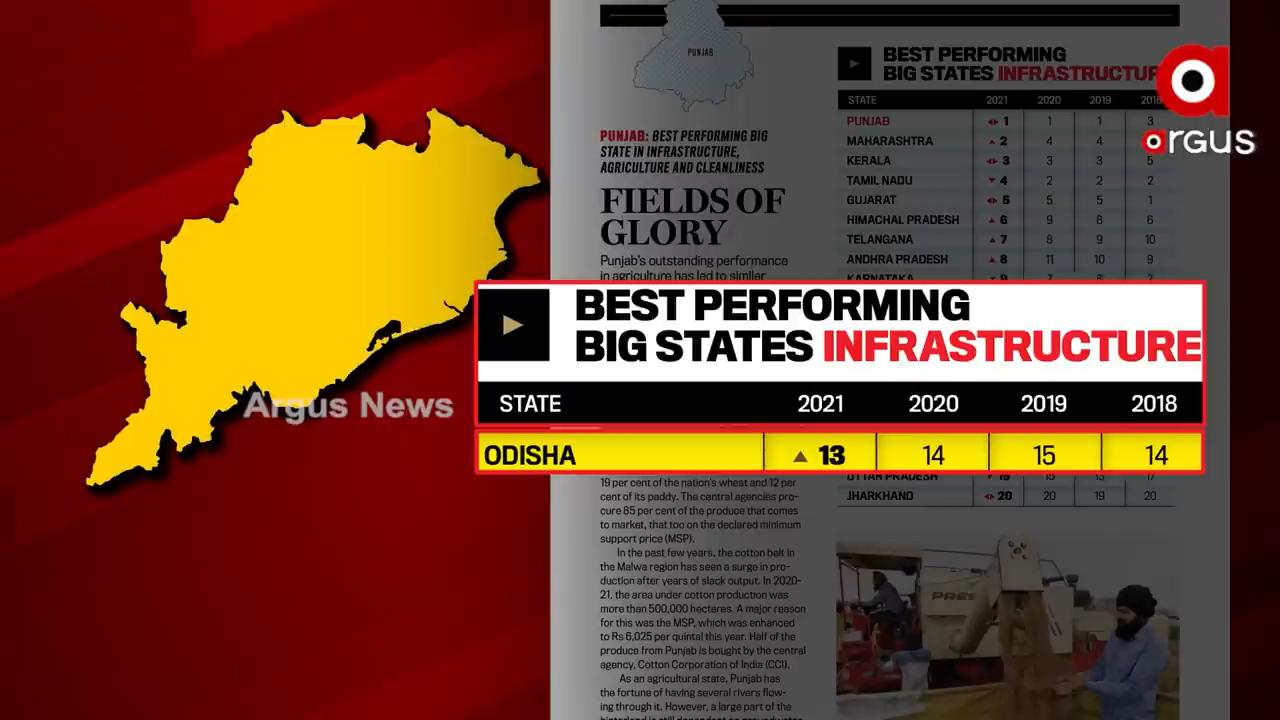 PUNJAB
PUNJAB: BEST PERFORMING BIG
STATE IN INFRASTRUCTURE,
AGRICULTURE AND CLEANLINESS
FIELDS OF
GLORY
Punjab's outstanding performance
in agriculture has led to similar
19 per cent of the nation's wheat and 12 per
cent of its paddy. The central agencies pro-
cure 85 per cent of the produce that comes
to market, that too on the declared minimum
support price (MSP).
In the past few years, the cotton belt in
the Malwa region has seen a surge in pro-
duction after years of slack output. In 2020-
21, the area under cotton production was
more than 500,000 hectares. A major reason
for this was the MSP, which was enhanced
to Rs 6,025 per quintal this year. Half of the
produce from Punjab is bought by the central
agency, Cotton Corporation of India (CCI).
As an agricultural state, Punjab has
the fortune of having several rivers flow-
ing through it. However, a large part of the
BEST PERFORMING
BIG STATES INFRASTRUCTUR
STATE 2021 2020 2019 2018
PUNJAB 1 1 1 3
MAHARASHTRA 2 4 4
KERALA 3 3 3 5
TAMIL NADU 4 2 2 2
GUJARAT 5 5 5 1
HIMACHAL PRADESH 6 9 8 6
TELANGANA 7 8 9 10
ANDHRA PRADESH 8 11 10 9
KARNATAKA 9 7 6 7
BEST PERFORMING
BIG STATES INFRASTRUCTURE
STATE 2021 2020 2019 2018
ODISHA 13 14 15 14
UTTAR PRADESH 19
JHARKHAND 20 20 19 20
argus
Argus News
PREE